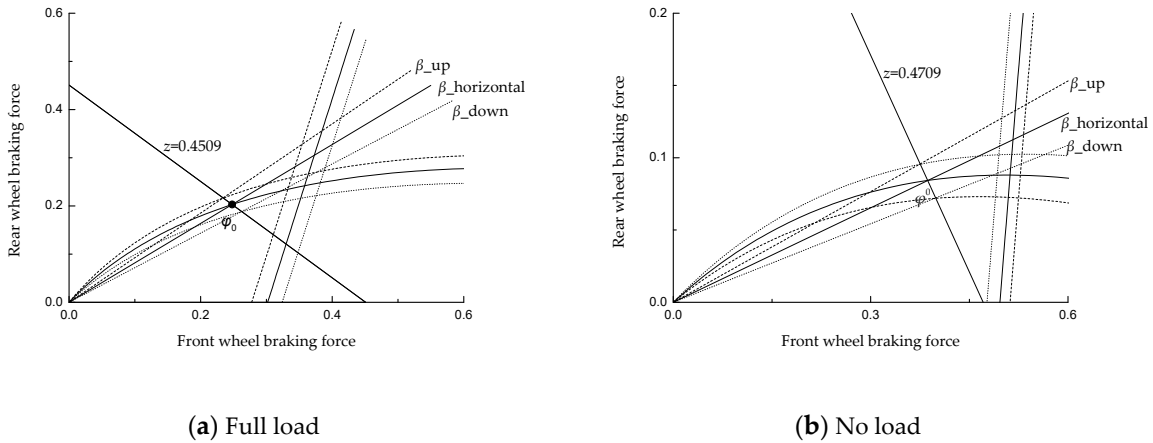 0.6
0.4
0.2
0.0
0.0
0.2
0.4
0.6
Rear wheel braking force
Front wheel braking force
z=0.4509
β_up
β_horizontal
β_down
φ0
(a) Full load
0.2
0.1
0.0
0.0
0.3
0.6
Rear wheel braking force
Front wheel braking force
z=0.4709
β_up
β_horizontal
β_down
φ0
(b) No load